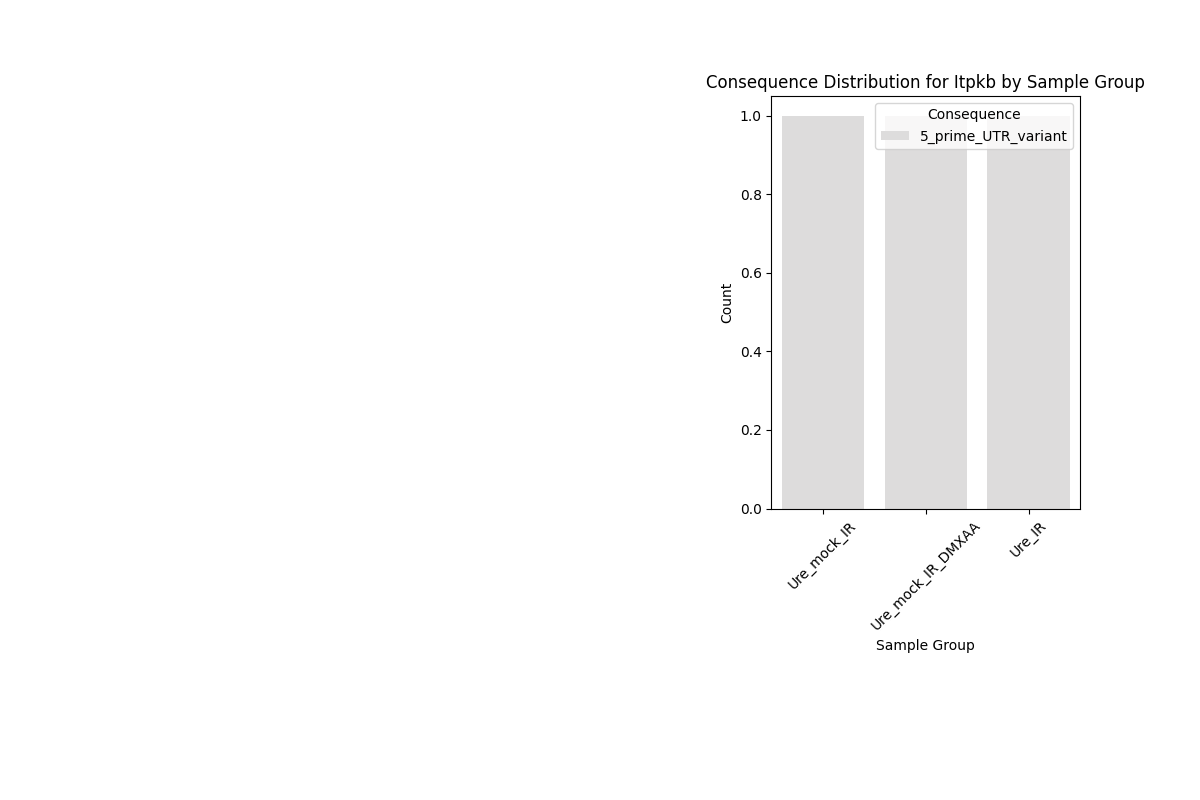 Consequence Distribution for Itpkb by Sample Group
Consequence
5_prime_UTR_variant
1.0
0.8
0.6
0.4
0.2
0.0
Count
Ure_mock_IR
Ure_mock_IR_DMXAA
Ure_IR
Sample Group